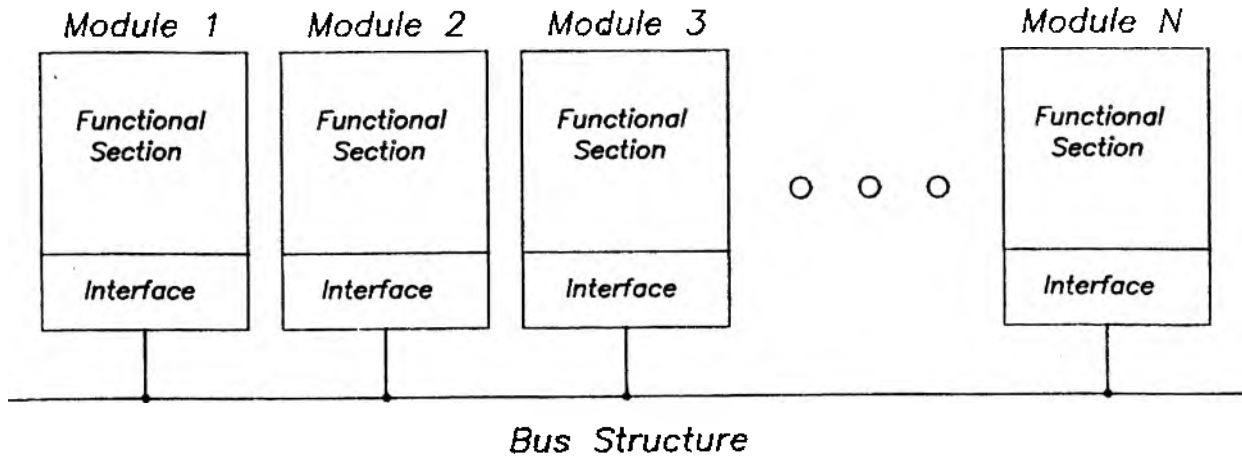 Module 1
Module 2
Module 3
Module N
Functional
Section
Functional
Section
Functional
Section
Functional
Section
Interface
Interface
Interface
Interface
Bus Structure